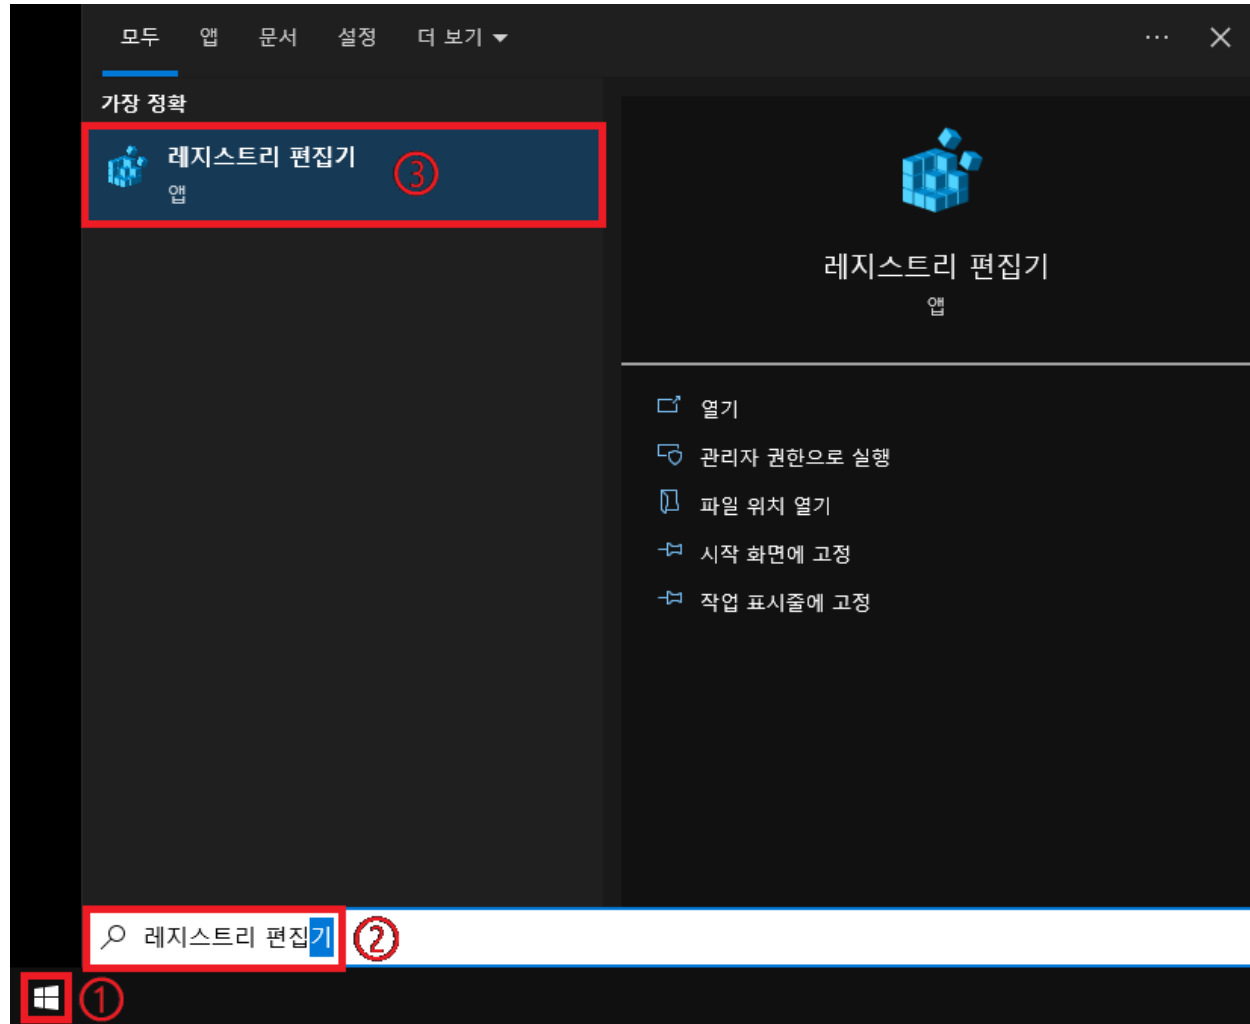 모두 앱 문서 설정 더 보기 ···
가장 정확
레지스트리 편집기
앱
③
레지스트리 편집기
앱
열기
관리자 권한으로 실행
파일 위치 열기
시작 화면에 고정
작업 표시줄에 고정
레지스트리 편집기 ②
①